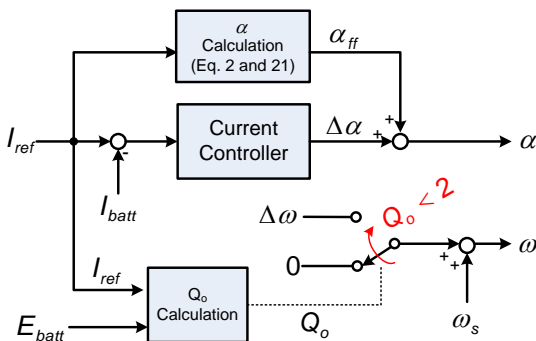 α
Calculation
(Eq. 2 and 21)
α_ff
+
I_ref
-
Current
Controller
Δα
+
α
I_batt
Δω
Q_o < 2
0
+
+
ω
I_ref
Q_o
Calculation
Q_o
E_batt
ω_s